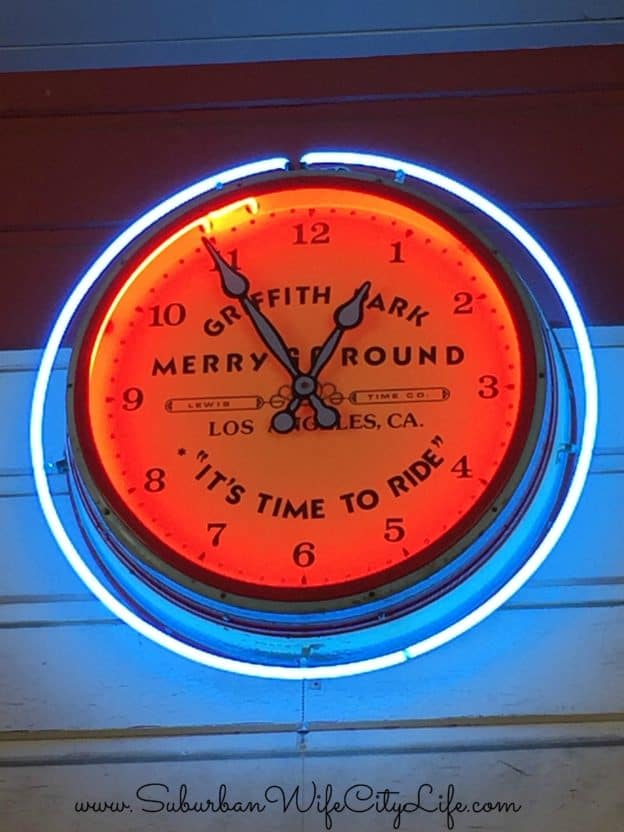 12
1
2
3
4
5
6
7
8
9
10
11
GRIFFITH PARK
MERRY GO ROUND
LEWIS TIME CO.
LOS ANGELES, CA.
* "IT'S TIME TO RIDE"
www.SuburbanWifeCityLife.com